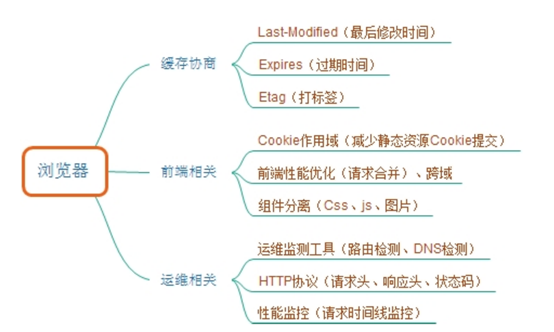 浏览器
缓存协商
Last-Modified（最后修改时间）
Expires（过期时间）
Etag（打标签）
前端相关
Cookie作用域（减少静态资源Cookie提交）
前端性能优化（请求合并）、跨域
组件分离（Css、js、图片）
运维相关
运维监测工具（路由检测、DNS检测）
HTTP协议（请求头、响应头、状态码）
性能监控（请求时间线监控）